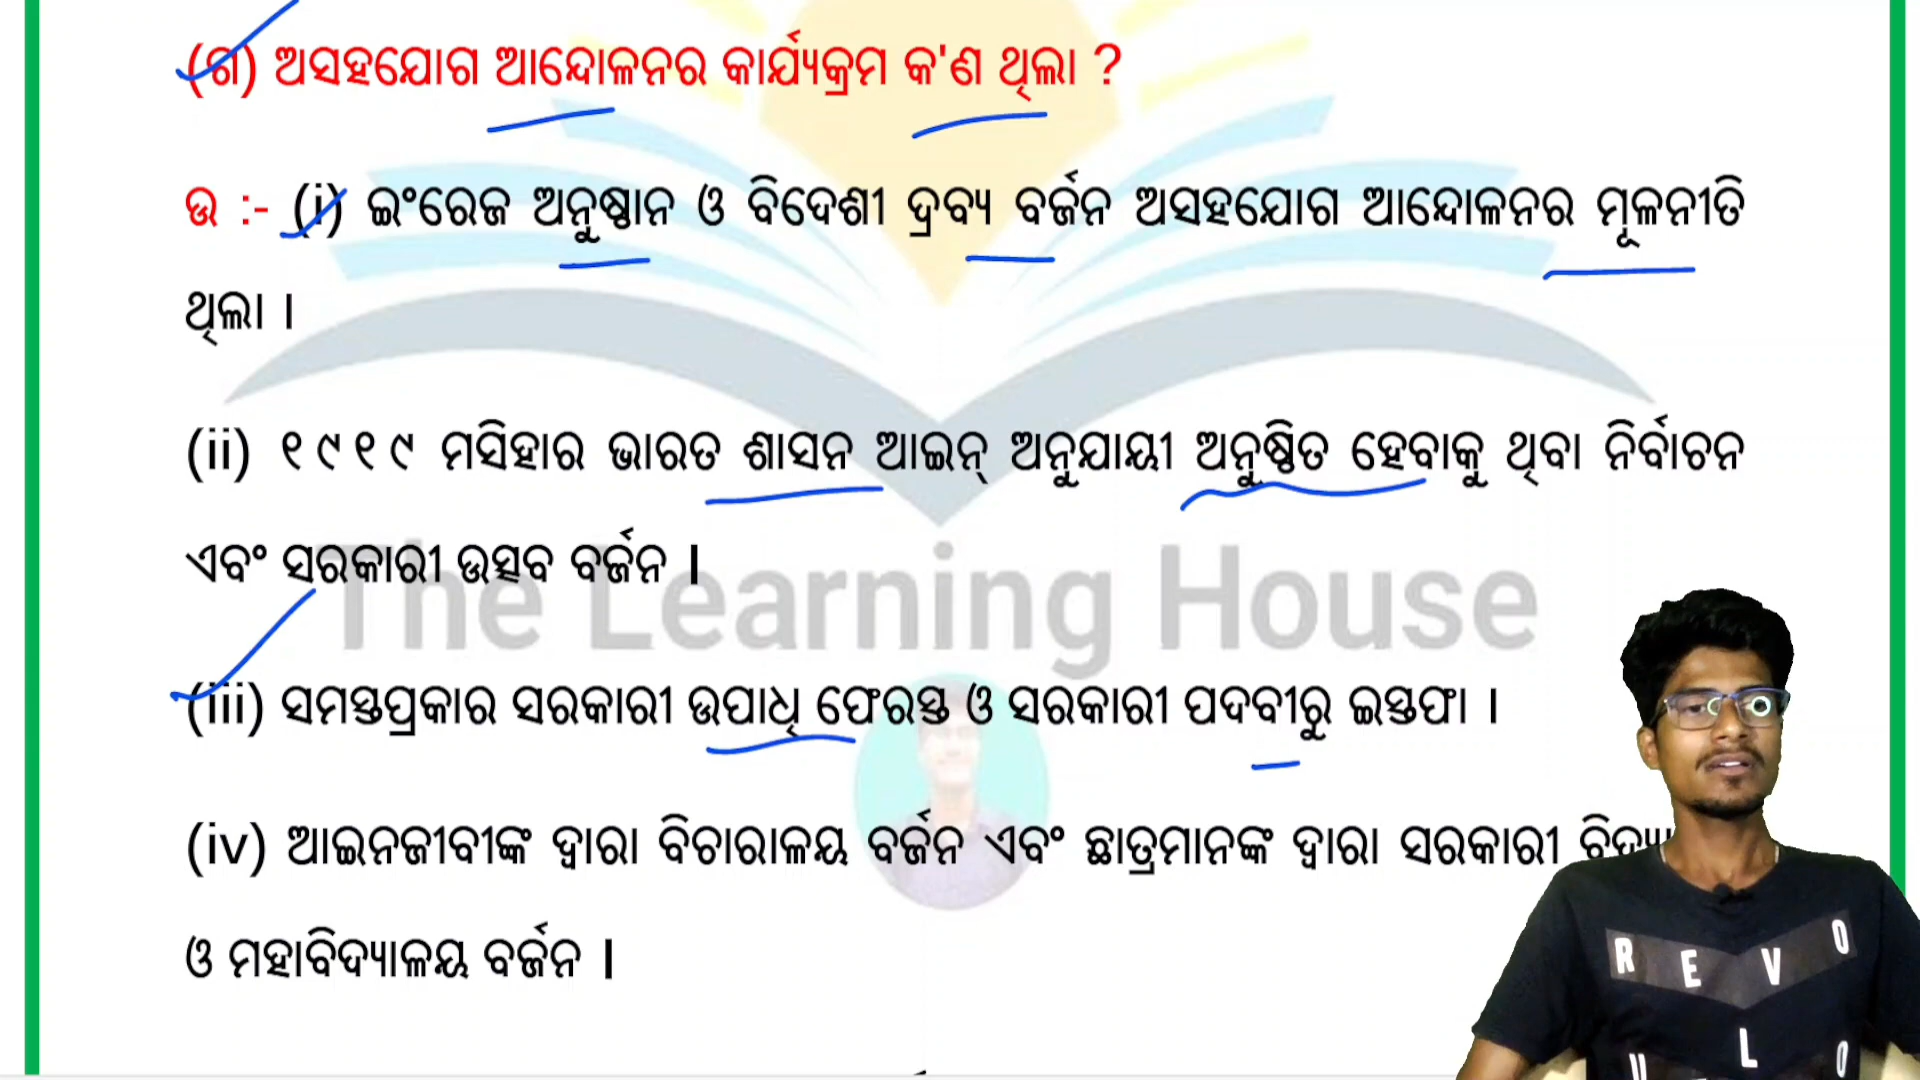 (ଗ) ଅସହଯୋଗ ଆନ୍ଦୋଳନର କାର୍ଯ୍ୟକ୍ରମ କ'ଣ ଥିଲା ?
ଉ :- (i) ଇଂରେଜ ଅନୁଷ୍ଠାନ ଓ ବିଦେଶୀ ଦ୍ରବ୍ୟ ବର୍ଜନ ଅସହଯୋଗ ଆନ୍ଦୋଳନର ମୂଳନୀତି
ଥିଲା ।
(ii) ୧୯୧୯ ମସିହାର ଭାରତ ଶାସନ ଆଇନ୍ ଅନୁଯାୟୀ ଅନୁଷ୍ଠିତ ହେବାକୁ ଥିବା ନିର୍ବାଚନ
ଏବଂ ସରକାରୀ ଉତ୍ସବ ବର୍ଜନ ।
The Learning House
(iii) ସମସ୍ତପ୍ରକାର ସରକାରୀ ଉପାଧି ଫେରସ୍ତ ଓ ସରକାରୀ ପଦବୀରୁ ଇସ୍ତଫା ।
(iv) ଆଇନଜୀବୀଙ୍କ ଦ୍ୱାରା ବିଚାରାଳୟ ବର୍ଜନ ଏବଂ ଛାତ୍ରମାନଙ୍କ ଦ୍ୱାରା ସରକାରୀ
ଓ ମହାବିଦ୍ୟାଳୟ ବର୍ଜନ ।
R E V O
L